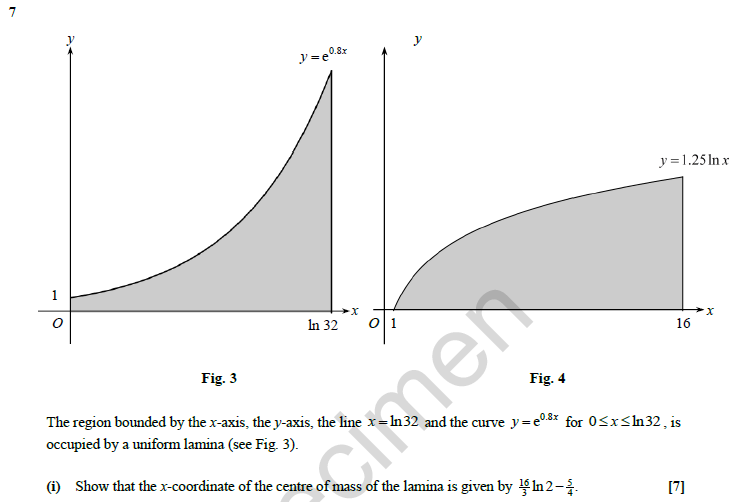 7
y
y = e^{0.8x}
y
y = 1.25 ln x
1
O
ln 32
x
O
1
16
x
Fig. 3
Fig. 4
The region bounded by the x-axis, the y-axis, the line x = ln 32 and the curve y = e^{0.8x} for 0 ≤ x ≤ ln 32, is
occupied by a uniform lamina (see Fig. 3).
(i) Show that the x-coordinate of the centre of mass of the lamina is given by 16/3 ln 2 − 5/4. [7]
cimen